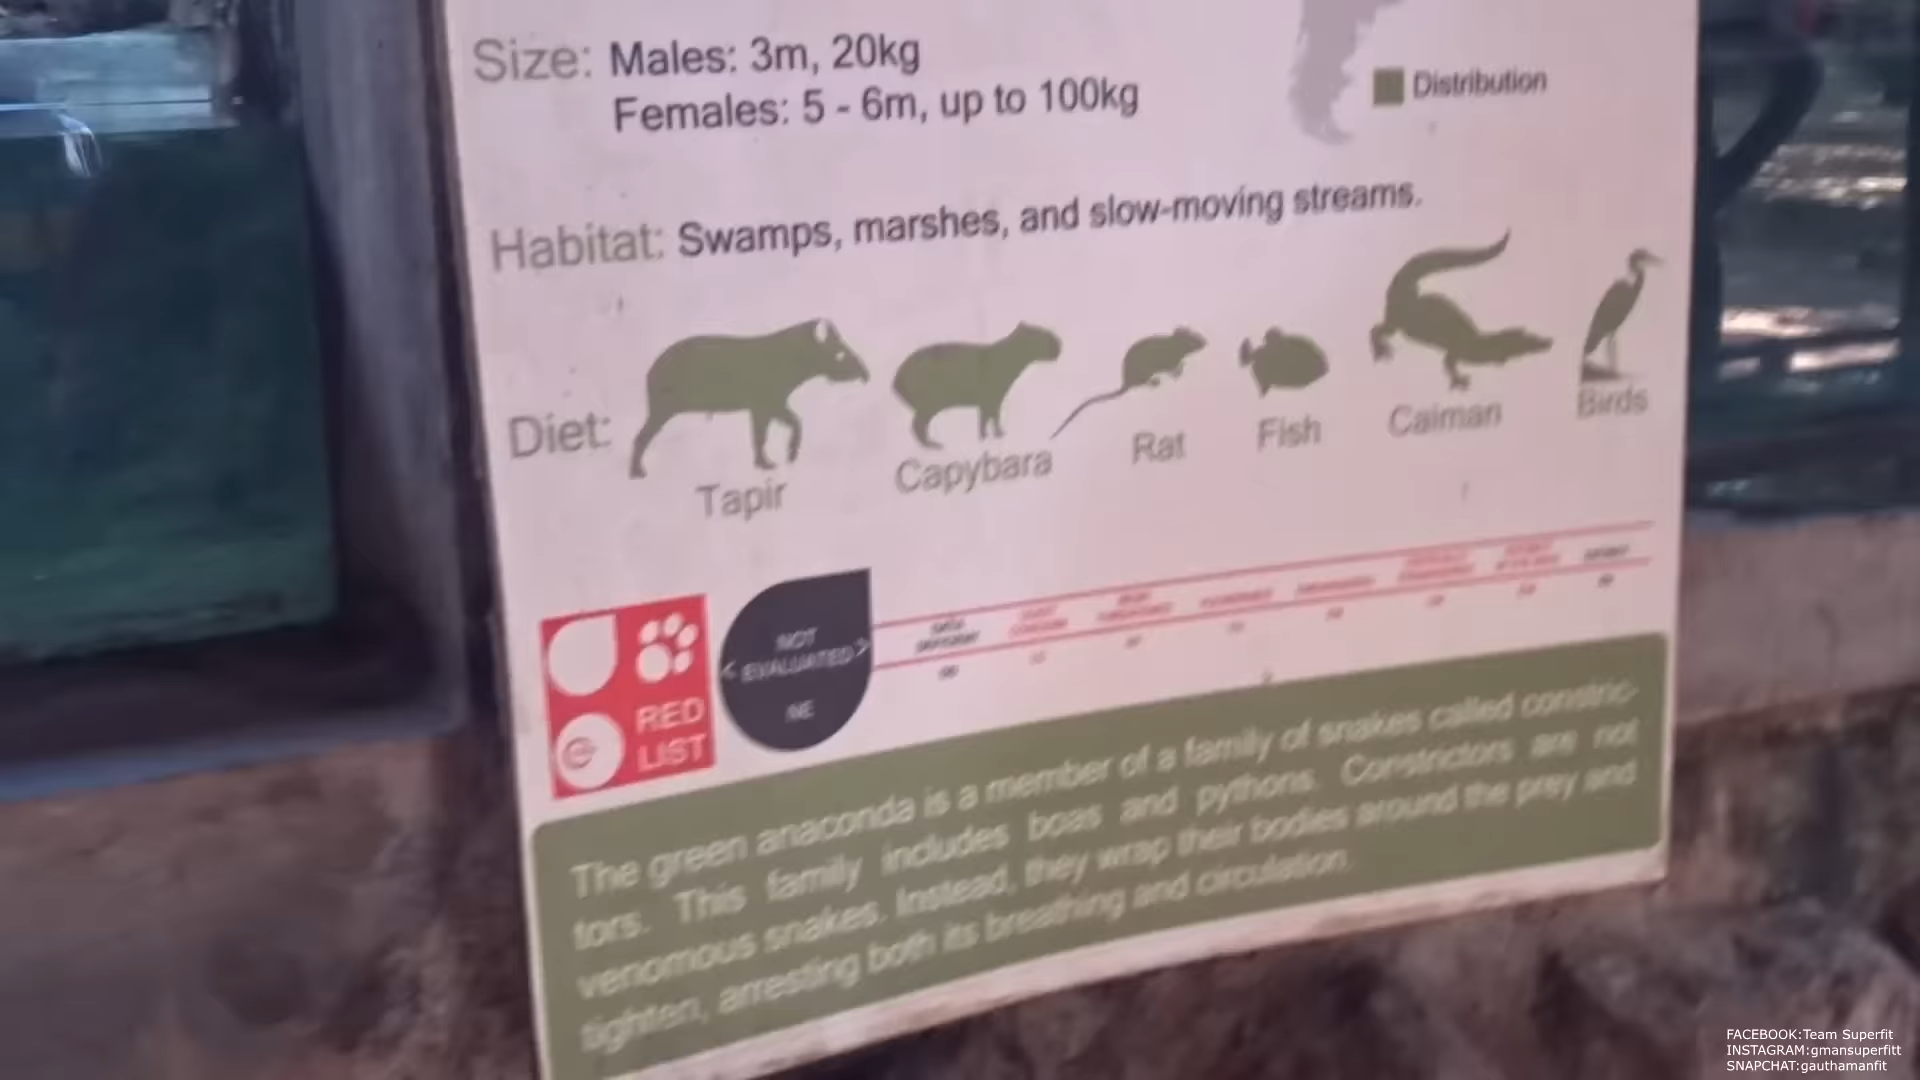 Size: Males: 3m, 20kg
Females: 5 - 6m, up to 100kg
Distribution
Habitat: Swamps, marshes, and slow-moving streams.
Diet:
Tapir
Capybara
Rat
Fish
Caiman
Birds
RED
LIST
NOT
< EVALUATED >
NE
The green anaconda is a member of a family of snakes called constric-
tors. This family includes boas and pythons. Constrictors are not
venomous snakes. Instead, they wrap their bodies around the prey and
tighten, arresting both its breathing and circulation.
FACEBOOK:Team Superfit
INSTAGRAM:gmansuperfitt
SNAPCHAT:gauthamanfit